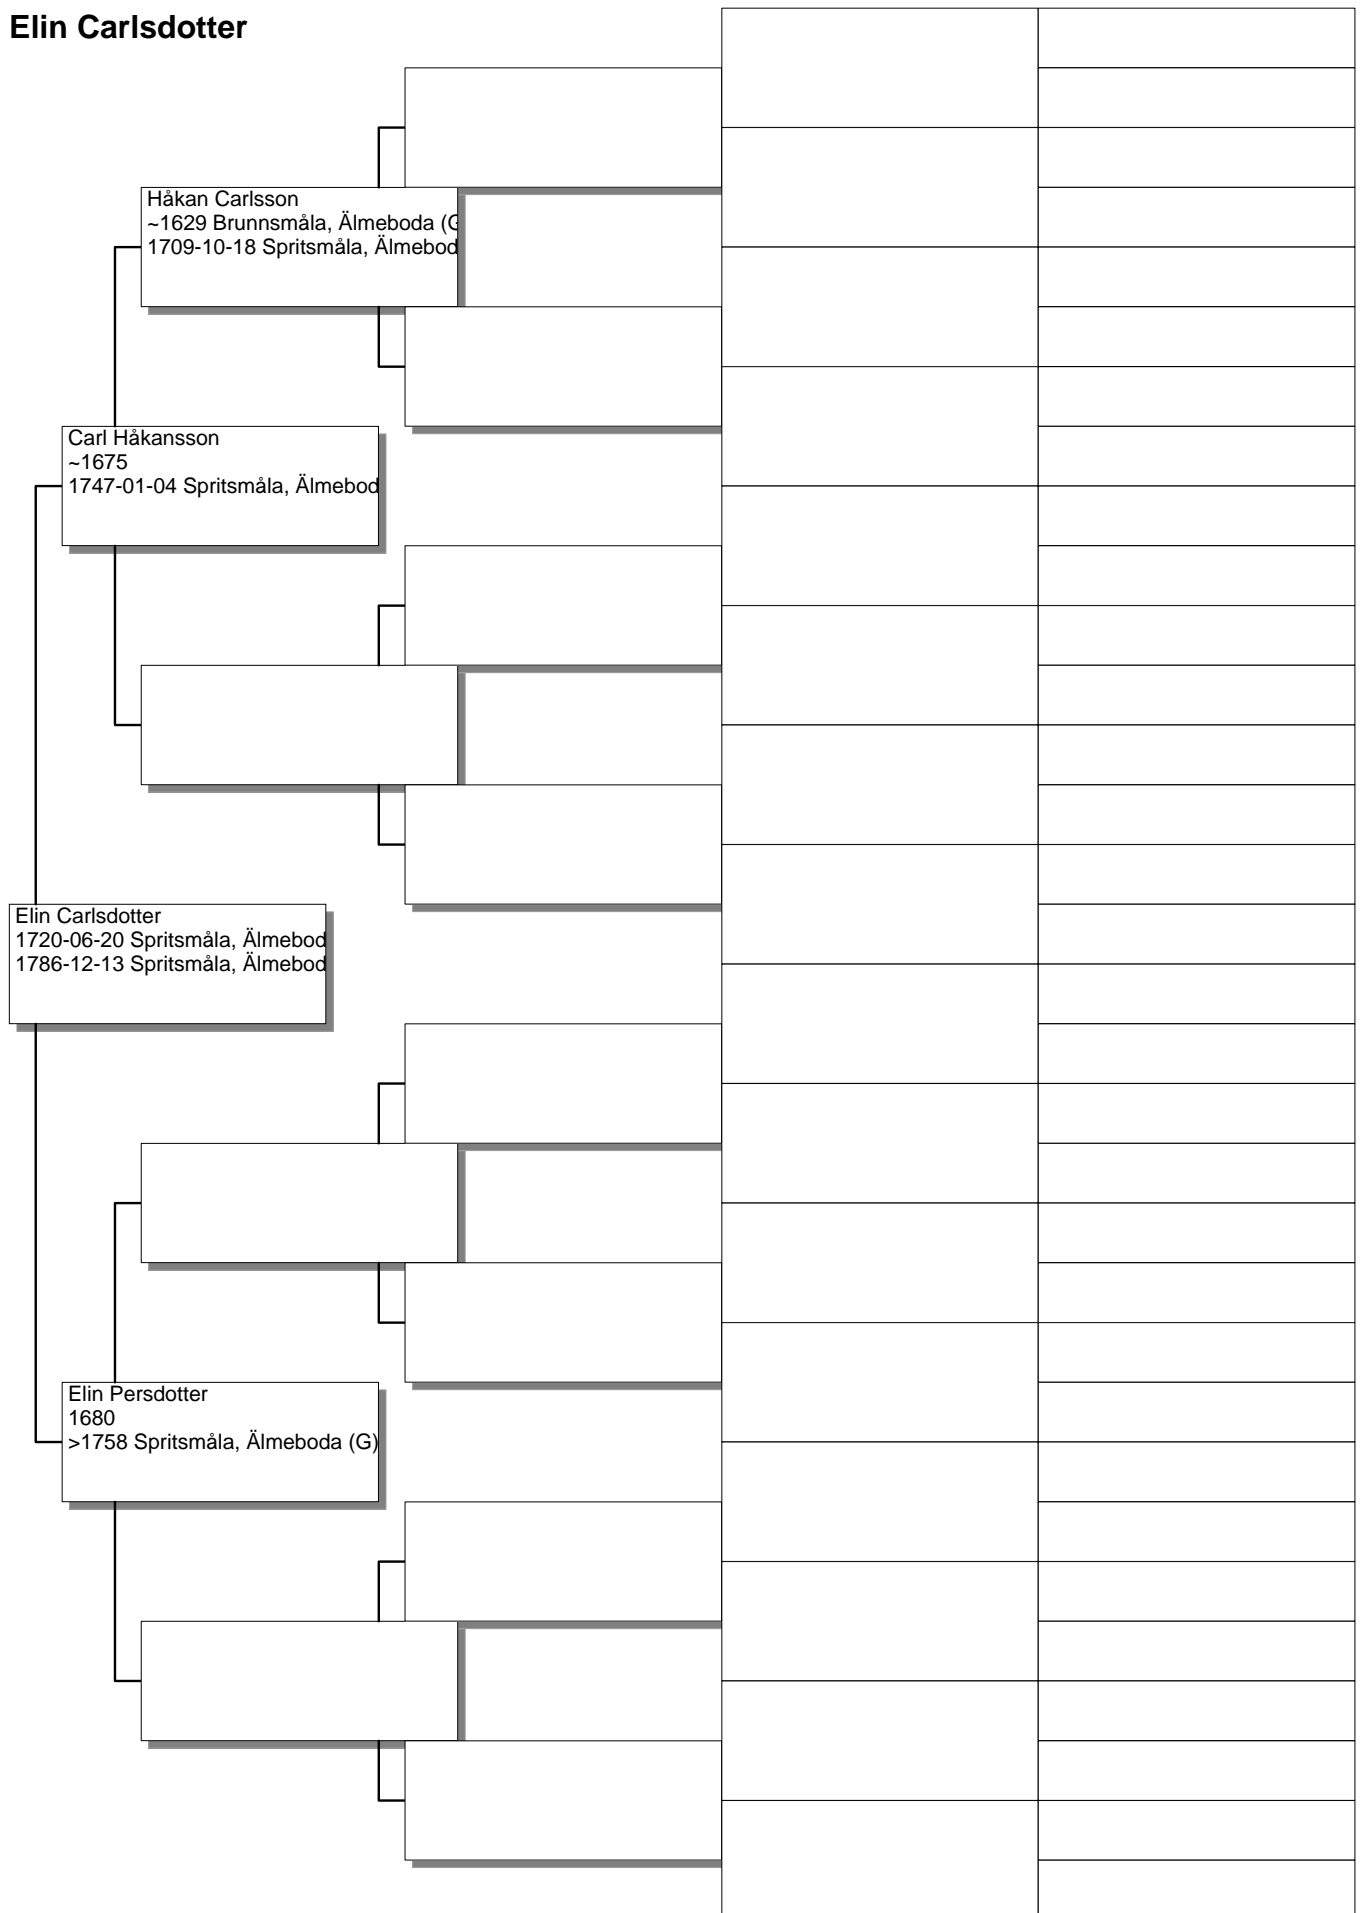 Elin Carlsdotter
Håkan Carlsson
~1629 Brunnsmåla, Älmeboda (G
1709-10-18 Spritsmåla, Älmebod
Carl Håkansson
~1675
1747-01-04 Spritsmåla, Älmebod
Elin Carlsdotter
1720-06-20 Spritsmåla, Älmebod
1786-12-13 Spritsmåla, Älmebod
Elin Persdotter
1680
>1758 Spritsmåla, Älmeboda (G)